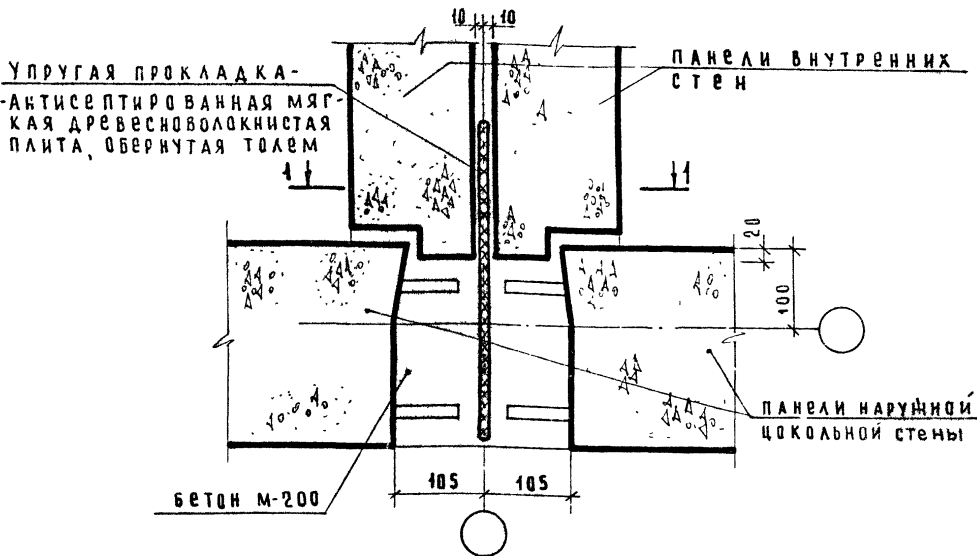 10 10
УПРУГАЯ ПРОКЛАДКА-
-АНТИСЕПТИРОВАННАЯ МЯГ-
КАЯ ДРЕВЕСНОВОЛОКНИСТАЯ
ПЛИТА, ОБЕРНУТАЯ ТОЛЕМ
ПАНЕЛИ ВНУТРЕННИХ
СТЕН
1 1
20
100
ПАНЕЛИ НАРУЖНОЙ
ЦОКОЛЬНОЙ СТЕНЫ
105 105
БЕТОН М-200